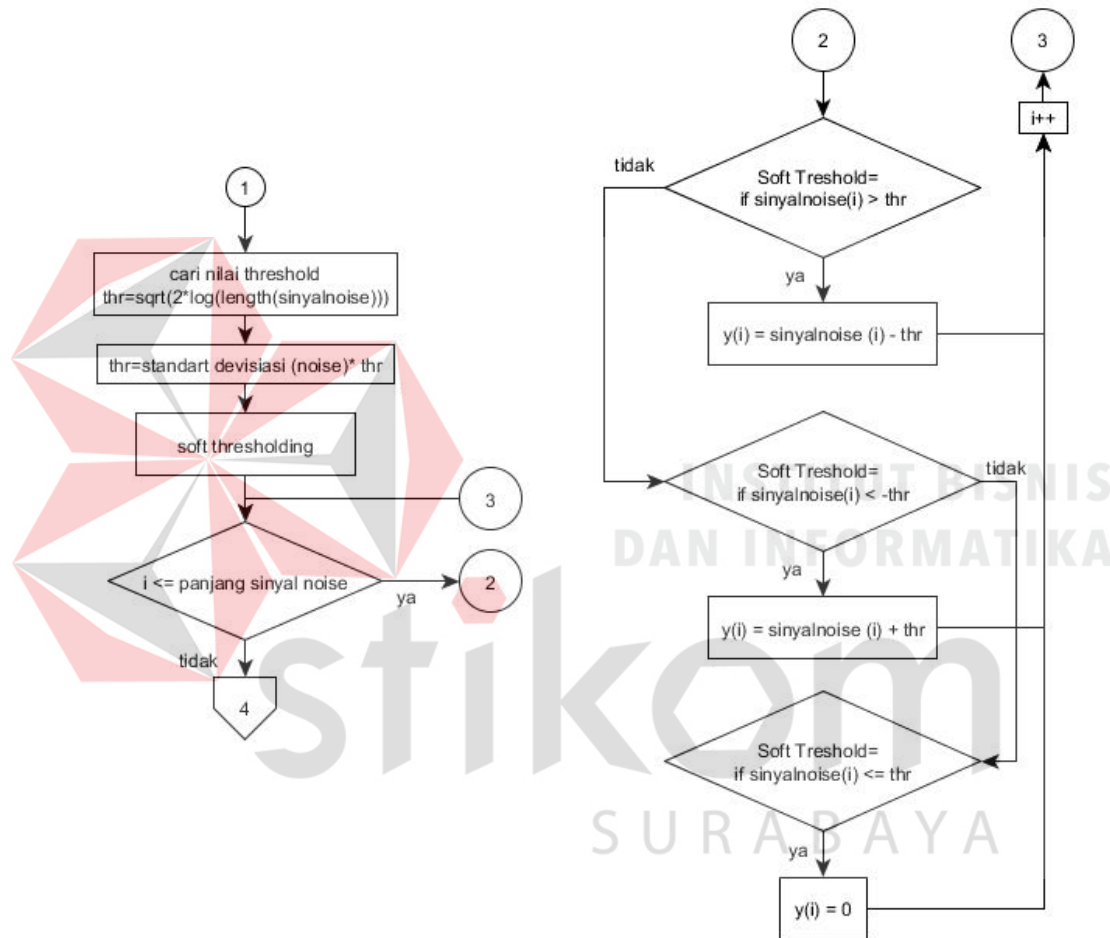 1
cari nilai threshold
thr=sqrt(2*log(length(sinyalnoise)))
thr=standart devisiasi (noise)* thr
soft thresholding
3
i <= panjang sinyal noise
ya
2
tidak
4
2
3
i++
tidak
Soft Treshold=
if sinyalnoise(i) > thr
ya
y(i) = sinyalnoise (i) - thr
Soft Treshold=
if sinyalnoise(i) < -thr
tidak
ya
y(i) = sinyalnoise (i) + thr
Soft Treshold=
if sinyalnoise(i) <= thr
ya
y(i) = 0
INSTITUT BISNIS
DAN INFORMATIKA
stikom
SURABAYA